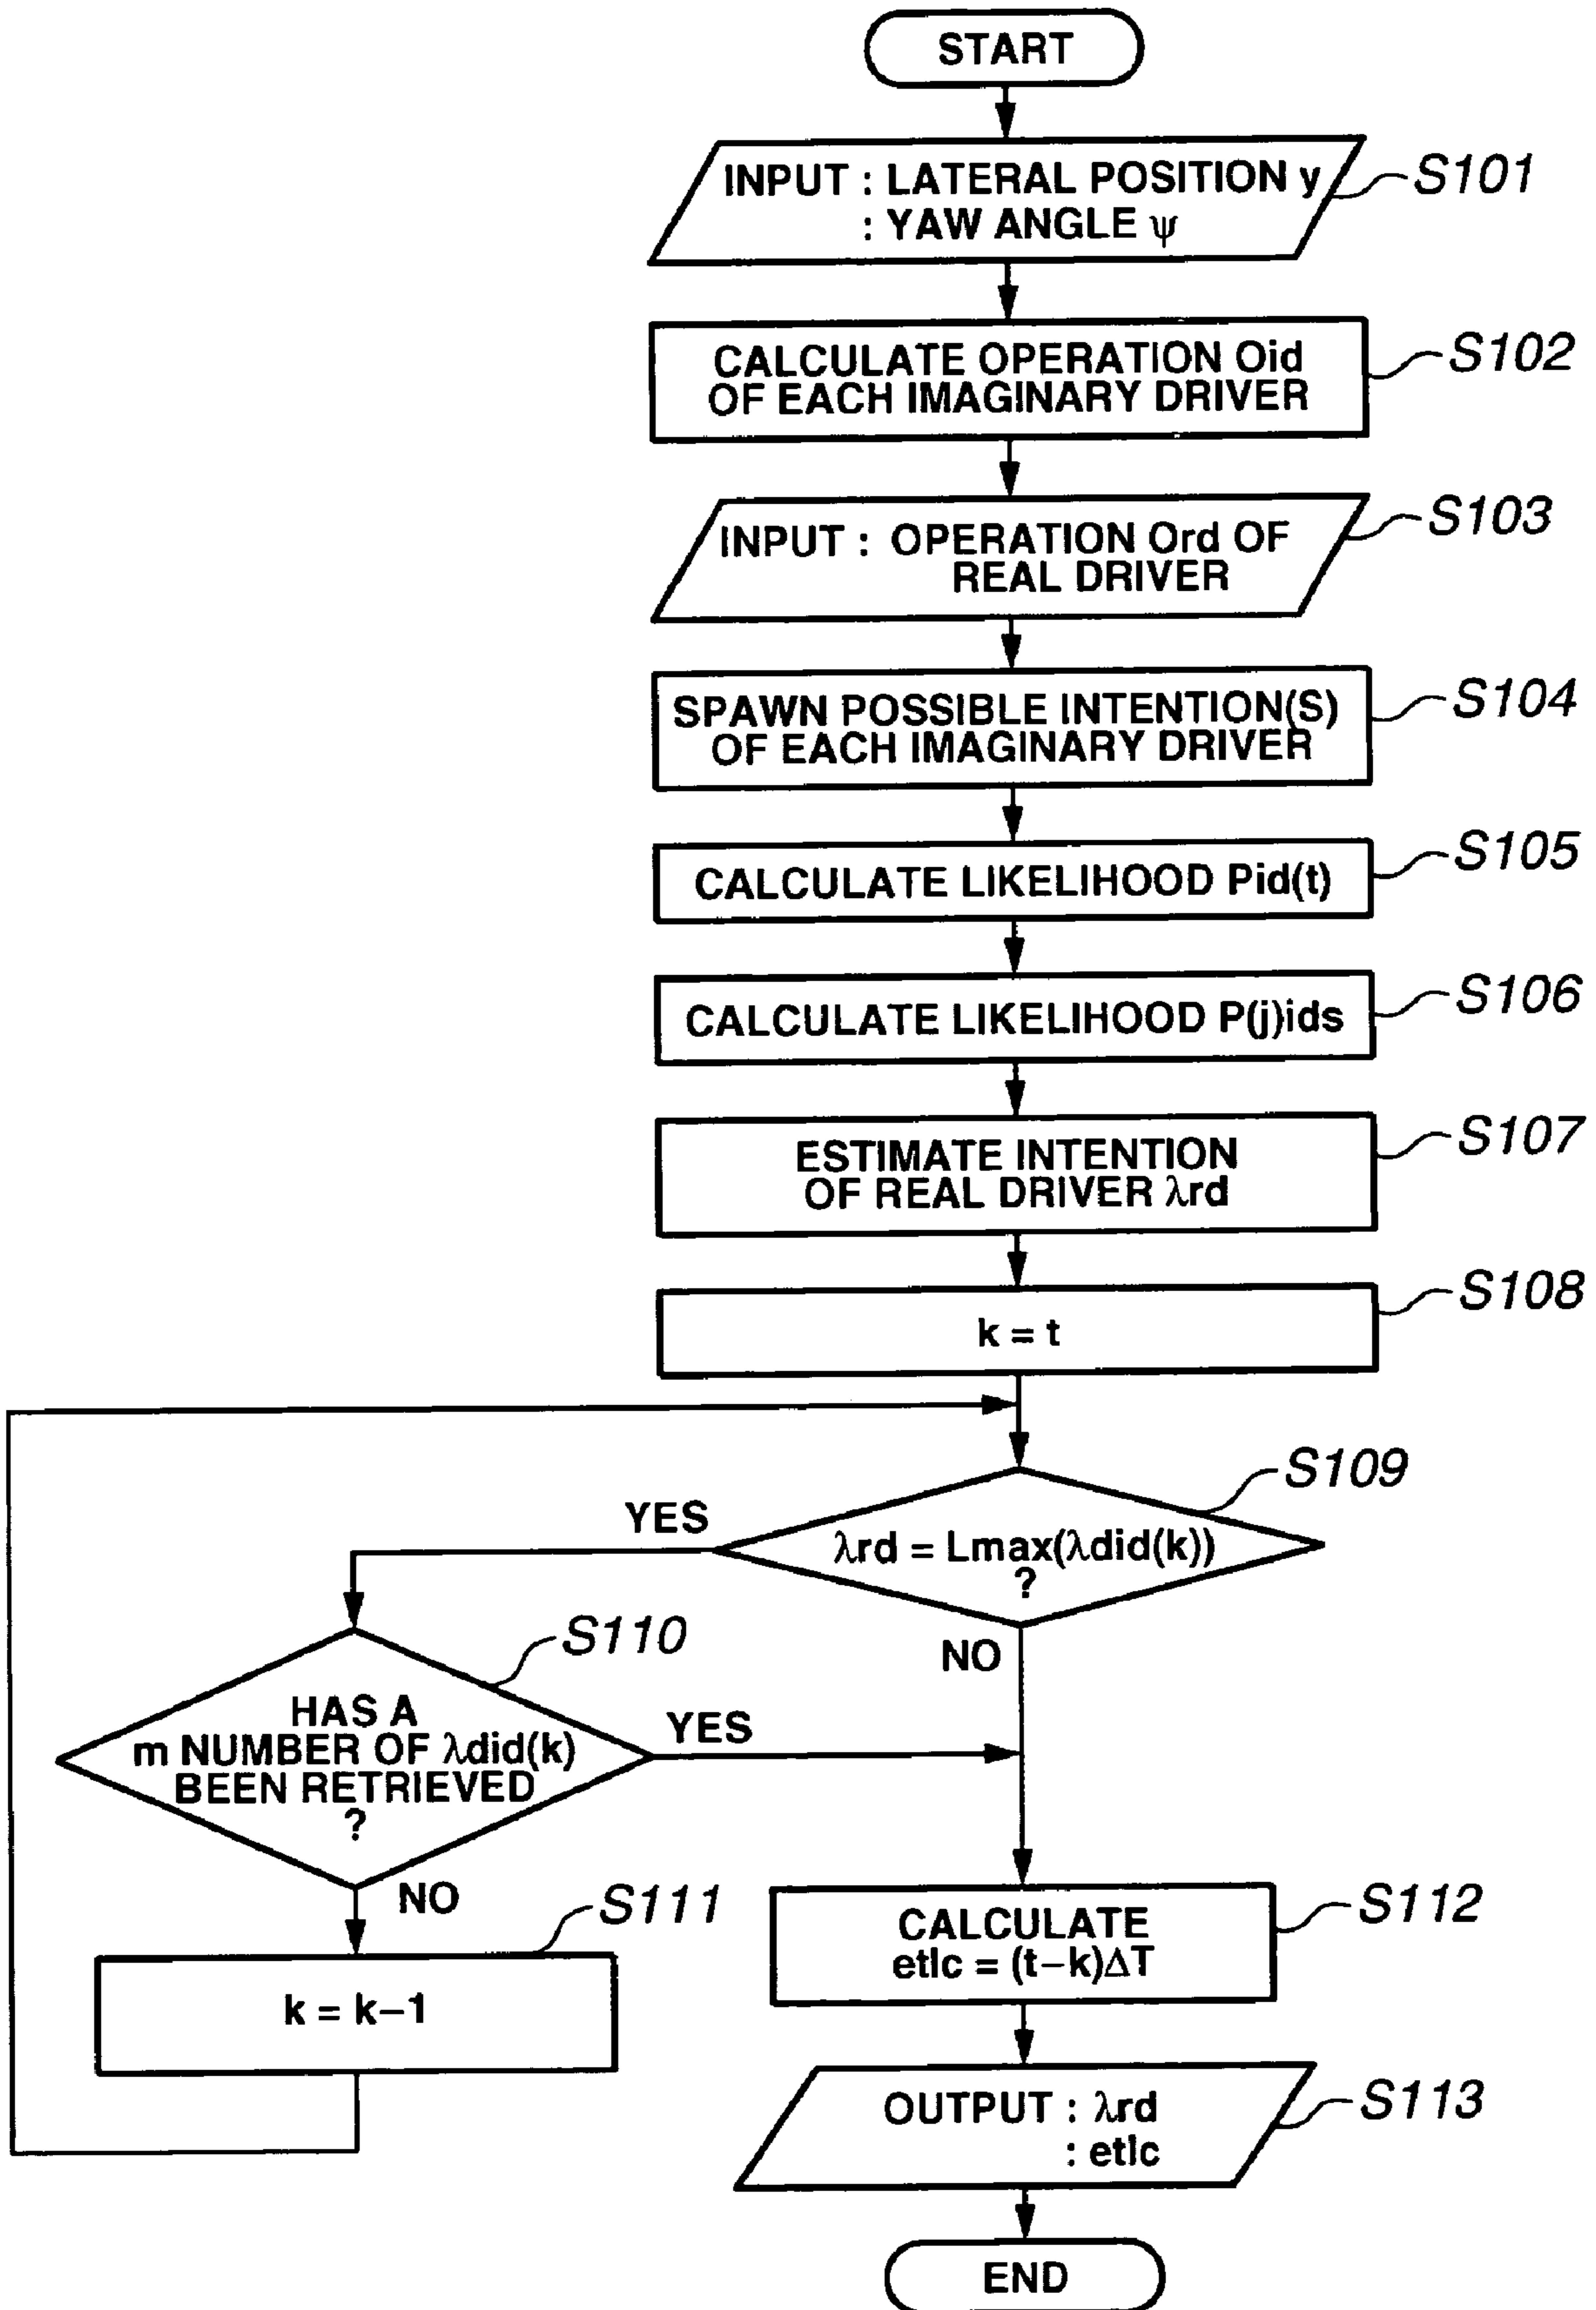 START
INPUT : LATERAL POSITION y
: YAW ANGLE ψ
S101
CALCULATE OPERATION Oid
OF EACH IMAGINARY DRIVER
S102
INPUT : OPERATION Ord OF
REAL DRIVER
S103
SPAWN POSSIBLE INTENTION(S)
OF EACH IMAGINARY DRIVER
S104
CALCULATE LIKELIHOOD Pid(t)
S105
CALCULATE LIKELIHOOD P(j)ids
S106
ESTIMATE INTENTION
OF REAL DRIVER λrd
S107
k = t
S108
λrd = Lmax(λdid(k))
?
S109
YES
NO
HAS A
m NUMBER OF λdid(k)
BEEN RETRIEVED
?
S110
YES
NO
k = k−1
S111
CALCULATE
etlc = (t−k)ΔT
S112
OUTPUT : λrd
: etlc
S113
END